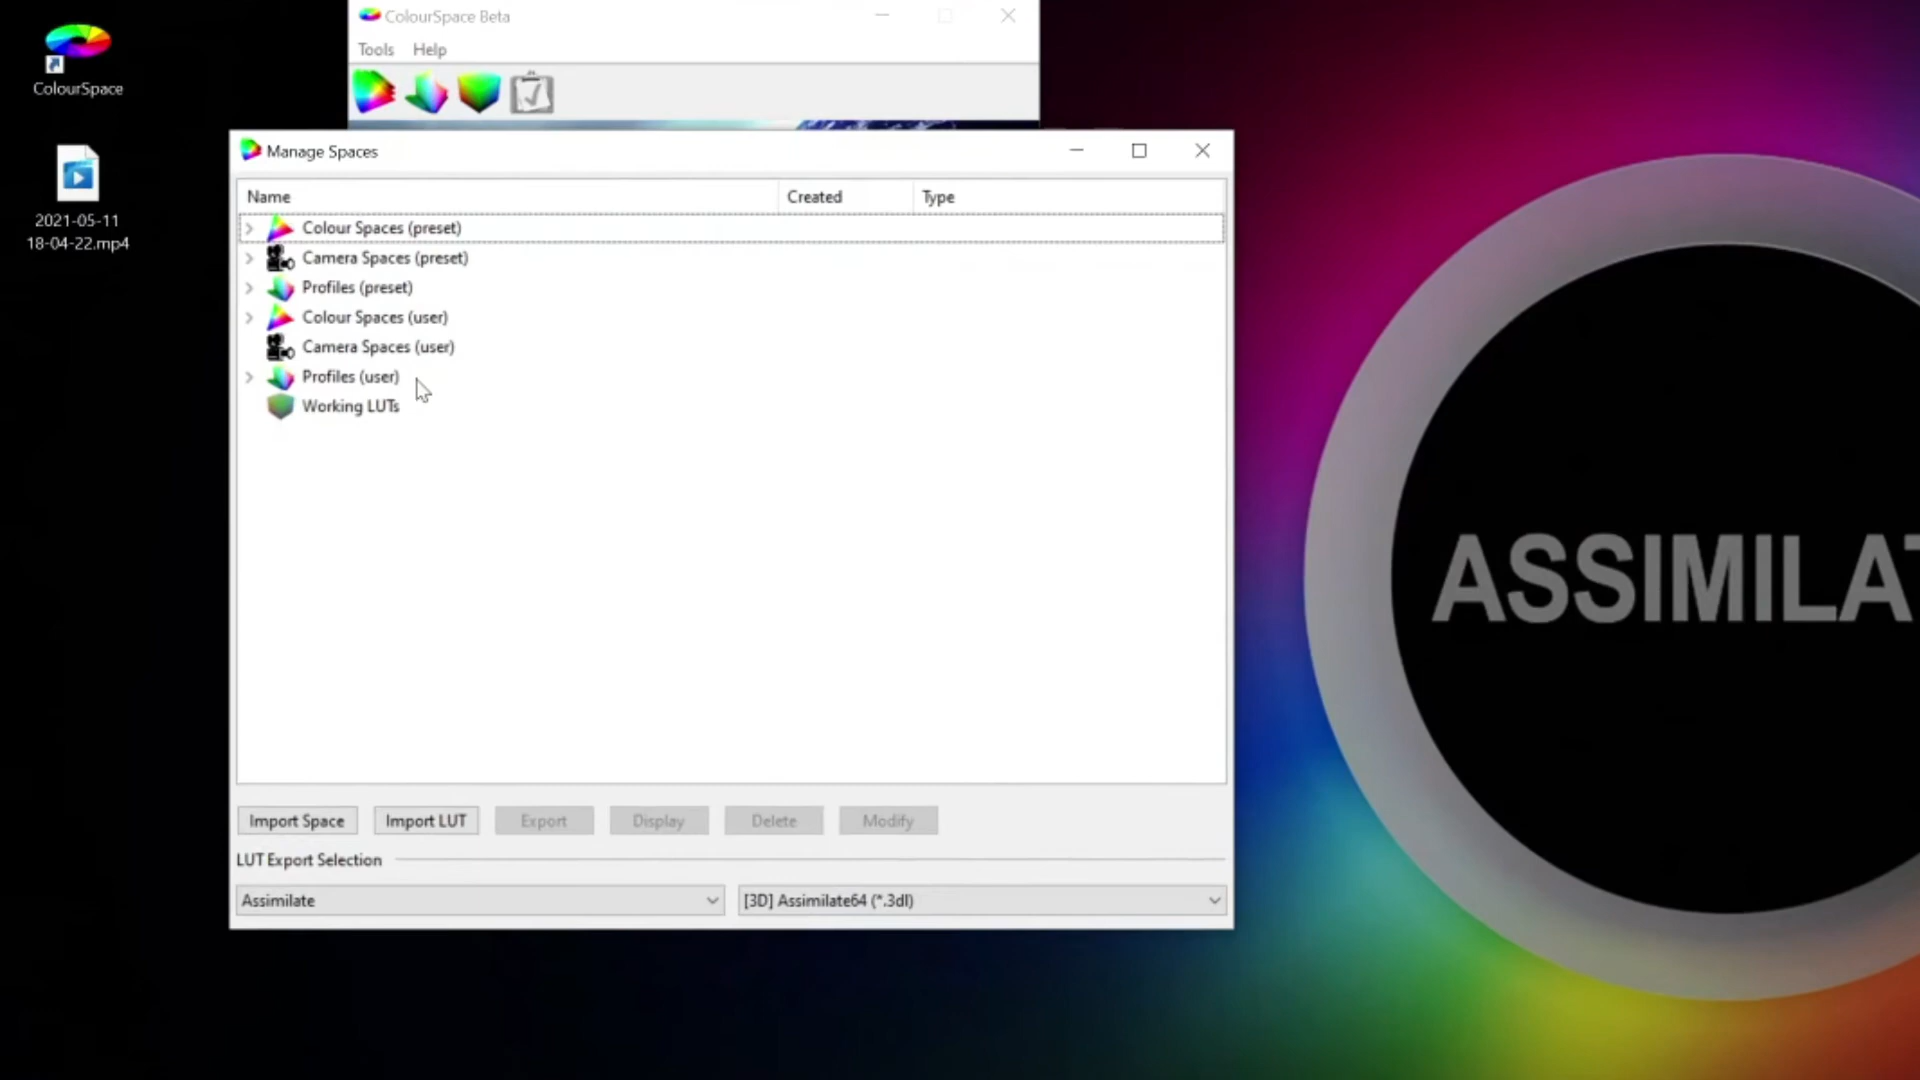 ColourSpace Beta
Tools Help
ColourSpace
2021-05-11
18-04-22.mp4
Manage Spaces
Name Created Type
Colour Spaces (preset)
Camera Spaces (preset)
Profiles (preset)
Colour Spaces (user)
Camera Spaces (user)
Profiles (user)
Working LUTs
Import Space Import LUT Export Display Delete Modify
LUT Export Selection
Assimilate [3D] Assimilate64 (*.3dl)
ASSIMILAT